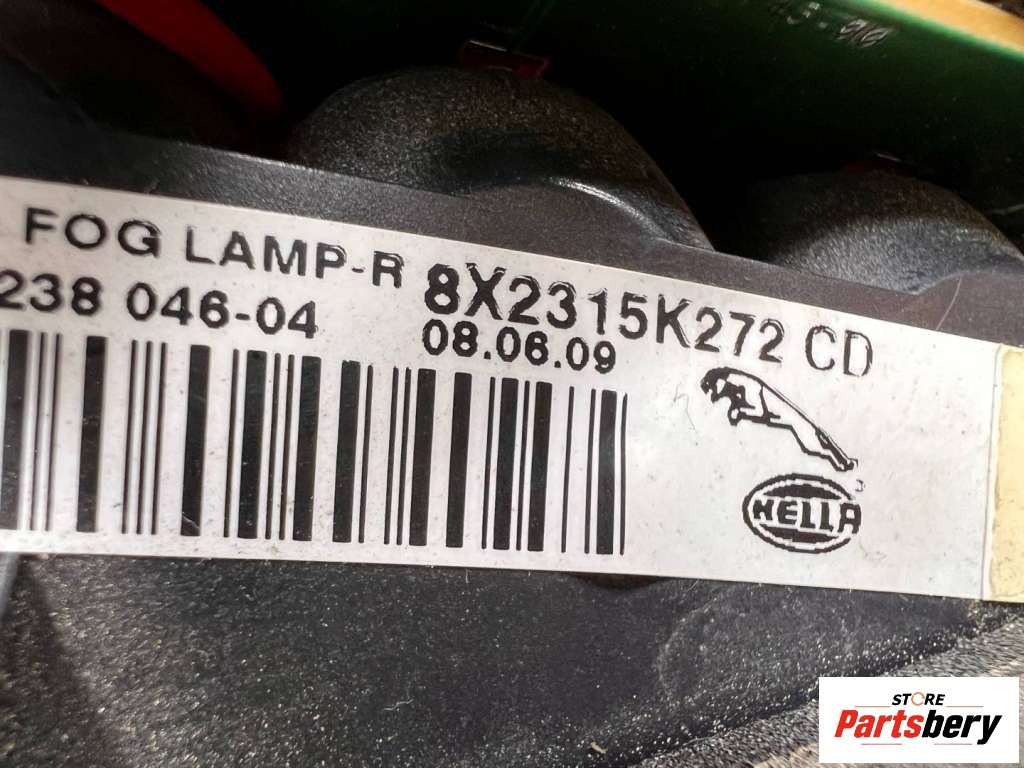 FOG LAMP-R 8X2315K272 CD
238 046-04
08.06.09
HELLA
STORE
Partsbery